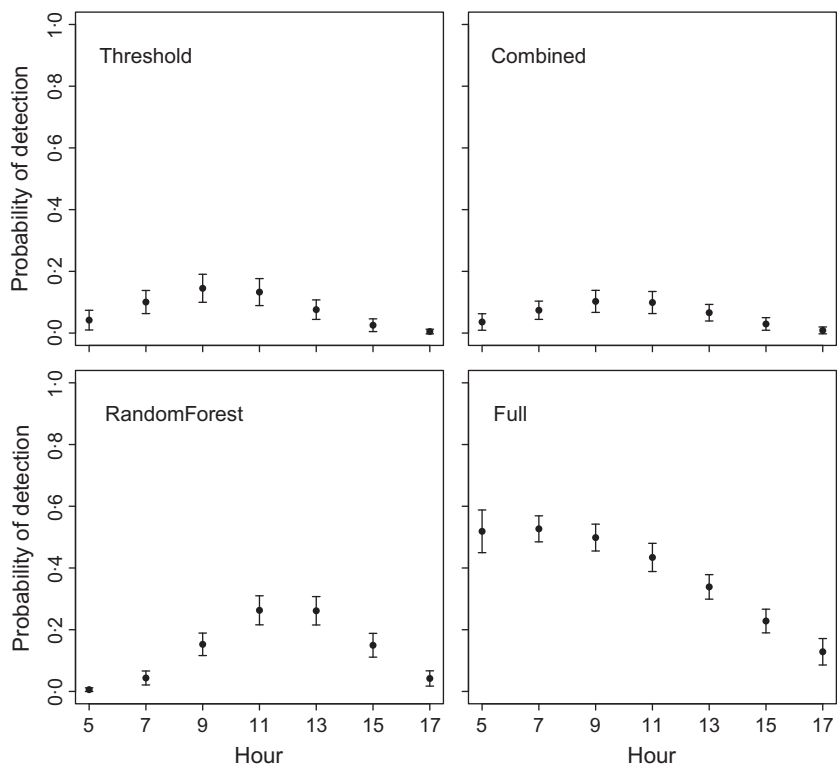 Threshold
Combined
Probability of detection
0·0 0·2 0·4 0·6 0·8 1·0
RandomForest
Full
Probability of detection
0·0 0·2 0·4 0·6 0·8 1·0
5 7 9 11 13 15 17
5 7 9 11 13 15 17
Hour
Hour